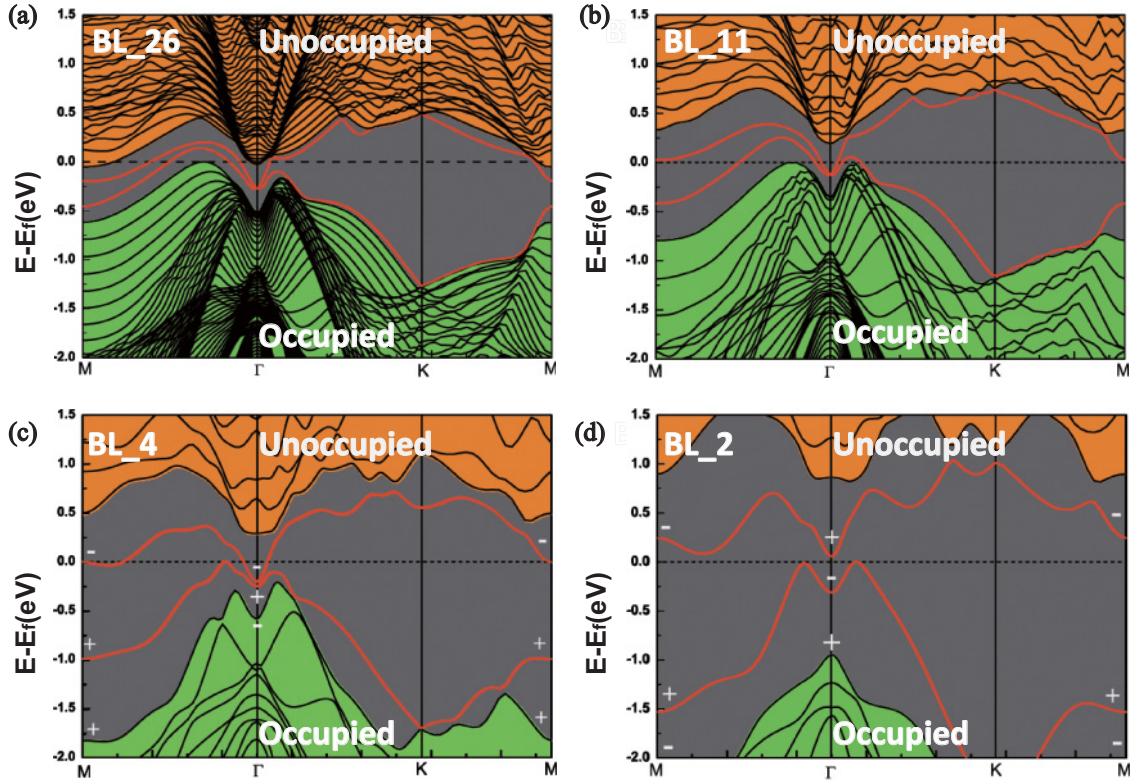 (a)
BL_26 Unoccupied
E-Ef(eV)
1.5
1.0
0.5
0.0
-0.5
-1.0
-1.5
-2.0
Occupied
M Γ K M
(b)
BL_11 Unoccupied
E-Ef(eV)
1.5
1.0
0.5
0.0
-0.5
-1.0
-1.5
-2.0
Occupied
M Γ K M
(c)
BL_4 Unoccupied
E-Ef(eV)
1.5
1.0
0.5
0.0
-0.5
-1.0
-1.5
-2.0
- - -
+ + +
-
+ +
Occupied
M Γ K M
(d)
BL_2 Unoccupied
E-Ef(eV)
1.5
1.0
0.5
0.0
-0.5
-1.0
-1.5
-2.0
- + -
-
+
+ +
- -
Occupied
M Γ K M